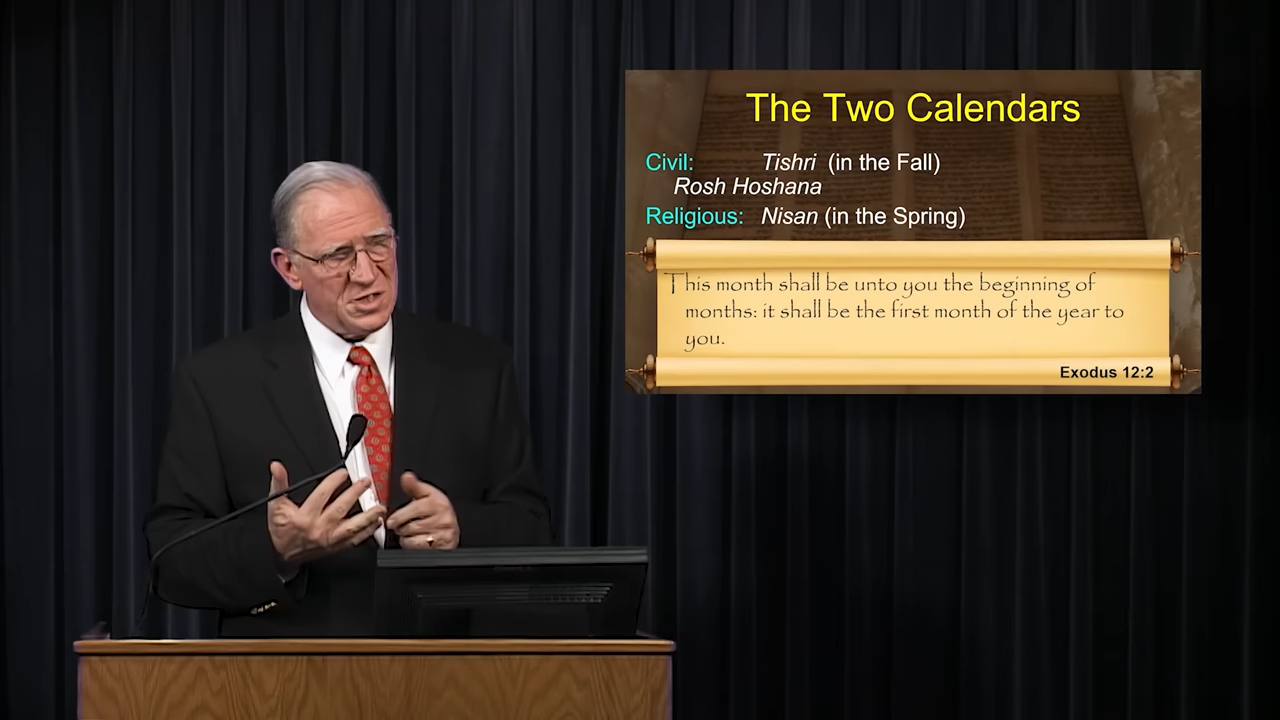 The Two Calendars
Civil: Tishri (in the Fall)
Rosh Hoshana
Religious: Nisan (in the Spring)
This month shall be unto you the beginning of
months: it shall be the first month of the year to
you.
Exodus 12:2